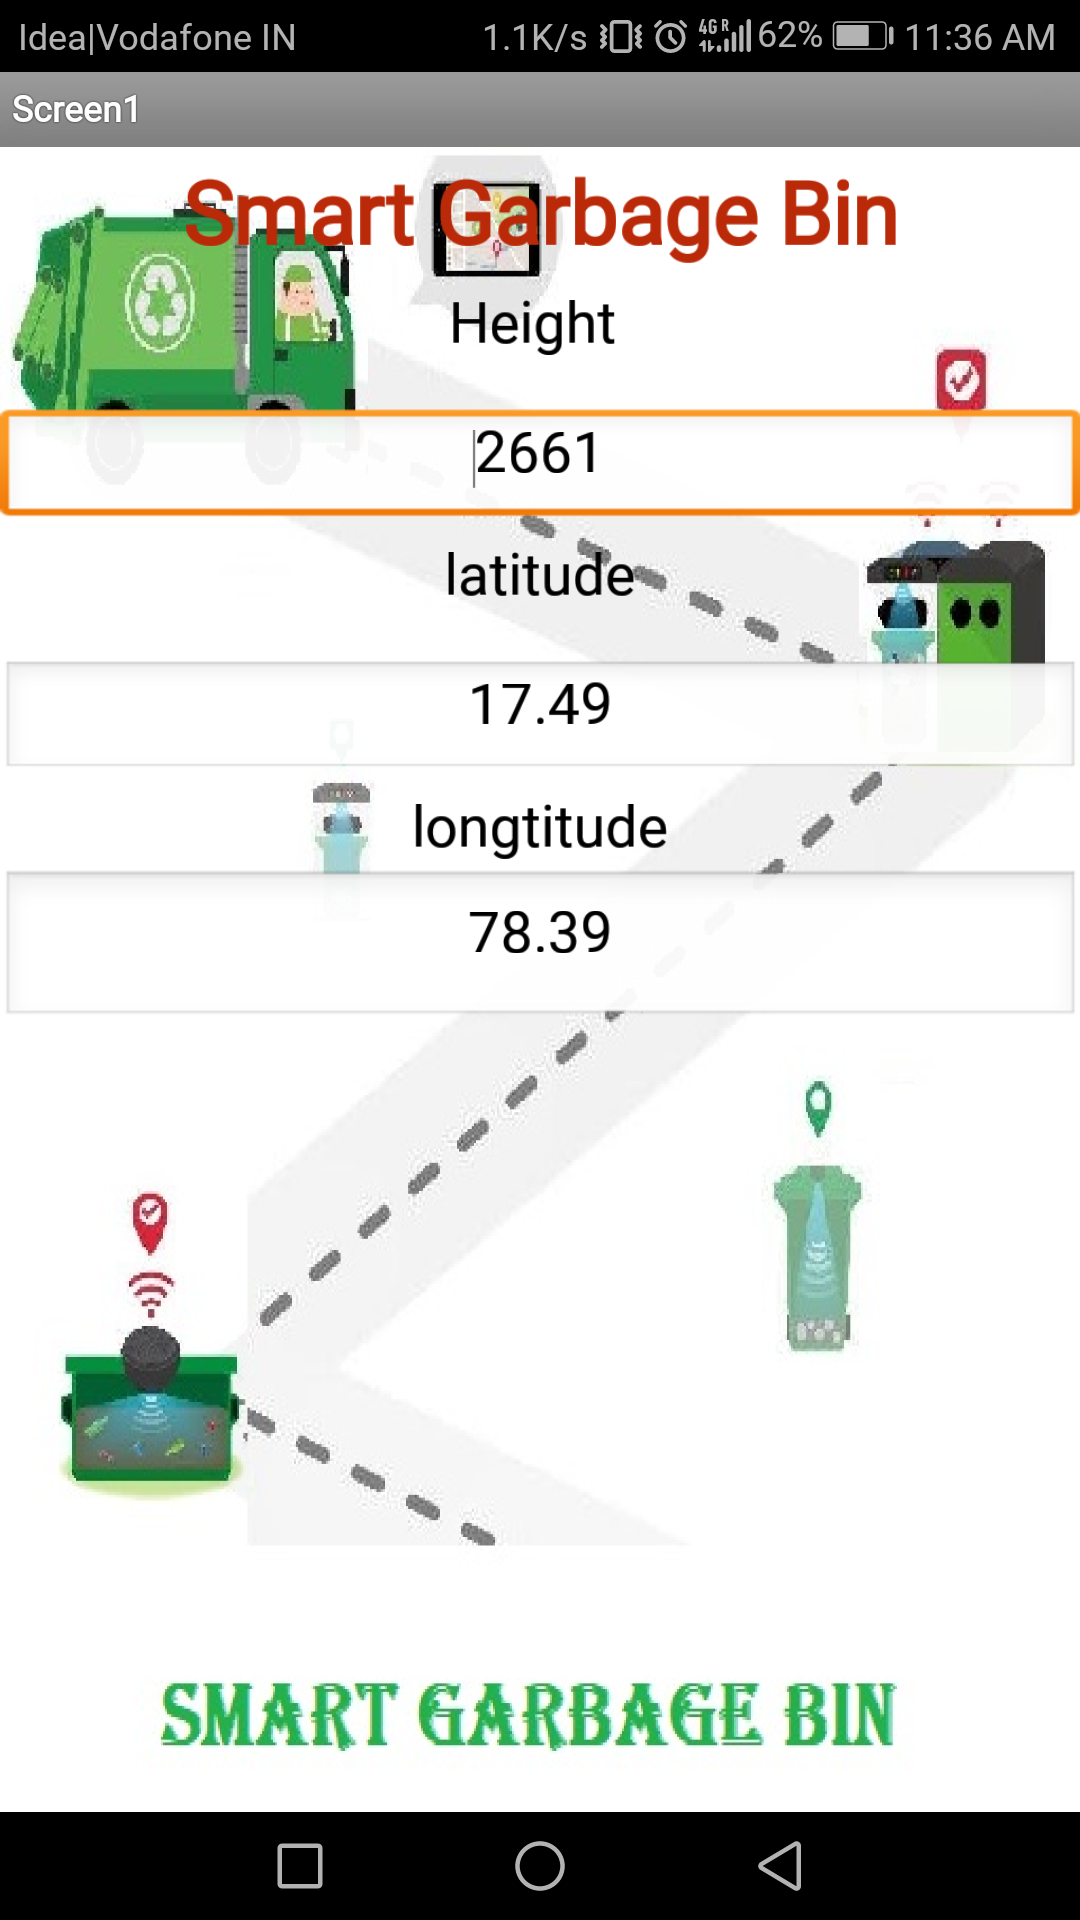 Idea|Vodafone IN 1.1K/s 4G R 62% 11:36 AM
Screen1
Smart Garbage Bin
Height
2661
latitude
17.49
longtitude
78.39
SMART GARBAGE BIN